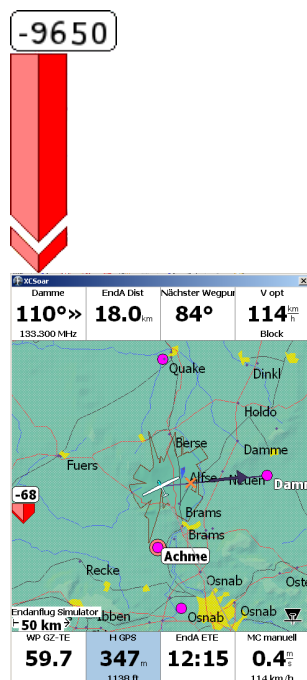 -9650
XCSoar
Damme EndA Dist Nächster Wegpur V opt
110°» 18.0km 84° 114km/h
133.300 MHz Block
Quake
Dinkl
Holdo
Berse
Damme
Fuers
Alfse Neuen Damm
-68
Brams
Brams
Achme
Recke
Oste
Osnab
Endanflug Simulator
50 km bben Osnab Osnab
WP GZ-TE H GPS EndA ETE MC manuell
59.7 347m 12:15 0.4m/s
1138 ft 114 km/h